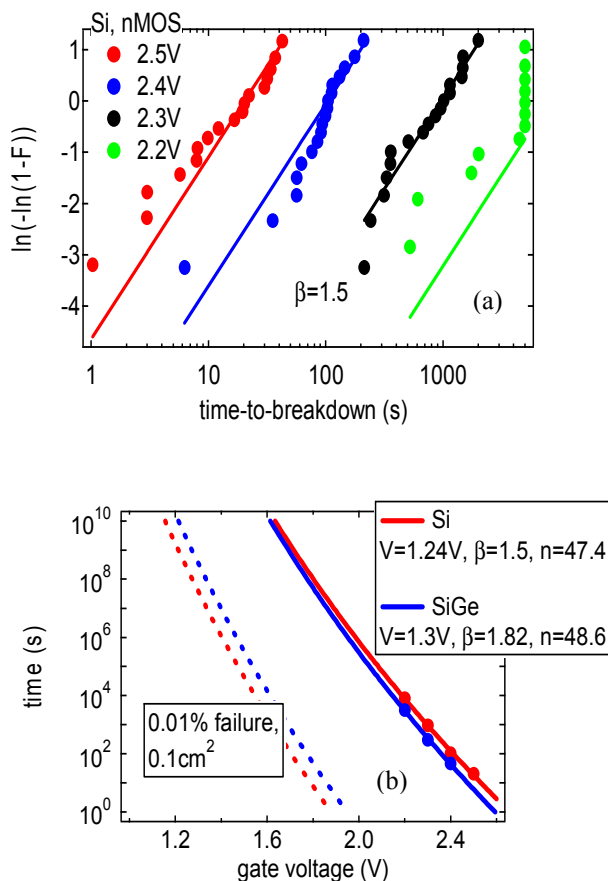 Si, nMOS
2.5V
2.4V
2.3V
2.2V
ln(-ln(1-F))
1
0
-1
-2
-3
-4
β=1.5
(a)
1 10 100 1000
time-to-breakdown (s)
Si
V=1.24V, β=1.5, n=47.4
SiGe
V=1.3V, β=1.82, n=48.6
time (s)
10^10
10^8
10^6
10^4
10^2
10^0
0.01% failure,
0.1cm²
(b)
1.2 1.6 2.0 2.4
gate voltage (V)